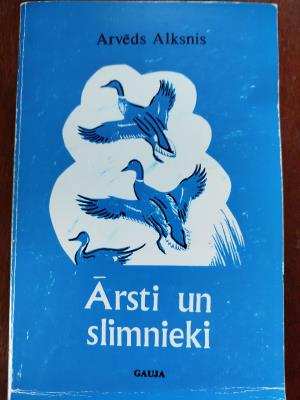 Arvēds Alksnis
Ārsti un
slimnieki
GAUJA